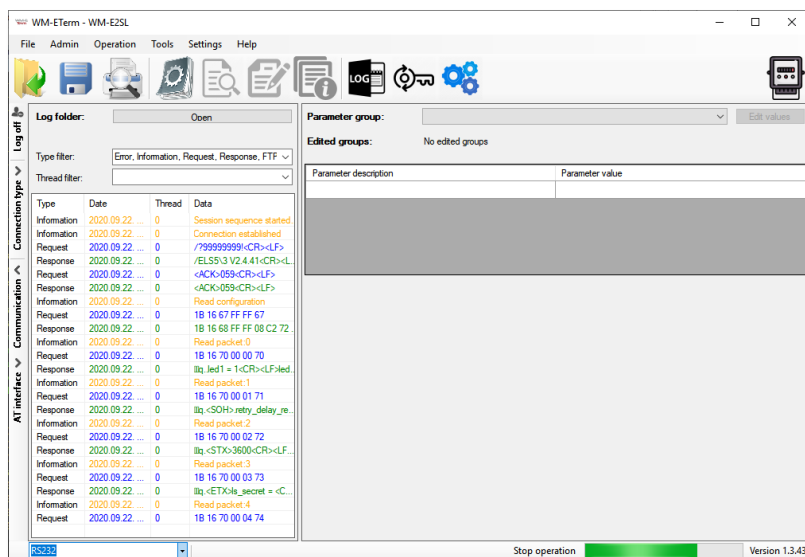 WM-ETerm - WM-E2SL
File Admin Operation Tools Settings Help
LOG
Log off
Connection type
Communication
AT interface
Log folder: Open
Type filter: Error, Information, Request, Response, FTF
Thread filter:
Type Date Thread Data
Information 2020.09.22. ... 0 Session sequence started.
Information 2020.09.22. ... 0 Connection established
Request 2020.09.22. ... 0 /?99999999!<CR><LF>
Response 2020.09.22. ... 0 /ELS5\3 V2.4.41<CR><L...
Request 2020.09.22. ... 0 <ACK>059<CR><LF>
Response 2020.09.22. ... 0 <ACK>059<CR><LF>
Information 2020.09.22. ... 0 Read configuration
Request 2020.09.22. ... 0 1B 16 67 FF FF 67
Response 2020.09.22. ... 0 1B 16 68 FF FF 08 C2 72 ...
Information 2020.09.22. ... 0 Read packet:0
Request 2020.09.22. ... 0 1B 16 70 00 00 70
Response 2020.09.22. ... 0 q.led1 = 1<CR><LF>led...
Information 2020.09.22. ... 0 Read packet:1
Request 2020.09.22. ... 0 1B 16 70 00 01 71
Response 2020.09.22. ... 0 q.<SOH>.retry_delay_re...
Information 2020.09.22. ... 0 Read packet:2
Request 2020.09.22. ... 0 1B 16 70 00 02 72
Response 2020.09.22. ... 0 q.<STX>3600<CR><LF...
Information 2020.09.22. ... 0 Read packet:3
Request 2020.09.22. ... 0 1B 16 70 00 03 73
Response 2020.09.22. ... 0 q.<ETX>ls_secret = <C...
Information 2020.09.22. ... 0 Read packet:4
Request 2020.09.22. ... 0 1B 16 70 00 04 74
Parameter group: Edit values
Edited groups: No edited groups
Parameter description Parameter value
RS232
Stop operation
Version 1.3.43